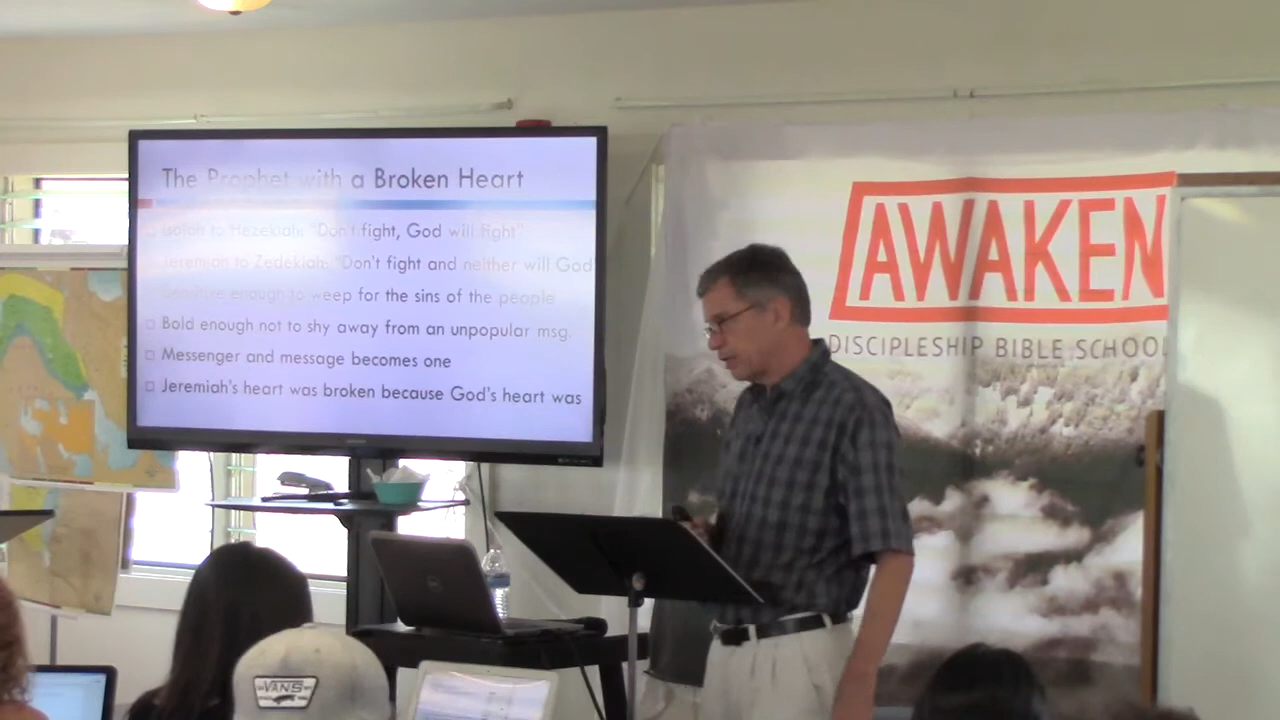 The Prophet with a Broken Heart
Isaiah to Hezekiah: "Don't fight, God will fight"
Jeremiah to Zedekiah: "Don't fight and neither will God"
Sensitive enough to weep for the sins of the people
Bold enough not to shy away from an unpopular msg.
Messenger and message becomes one
Jeremiah's heart was broken because God's heart was
AWAKEN
DISCIPLESHIP BIBLE SCHOOL
VANS
DELL